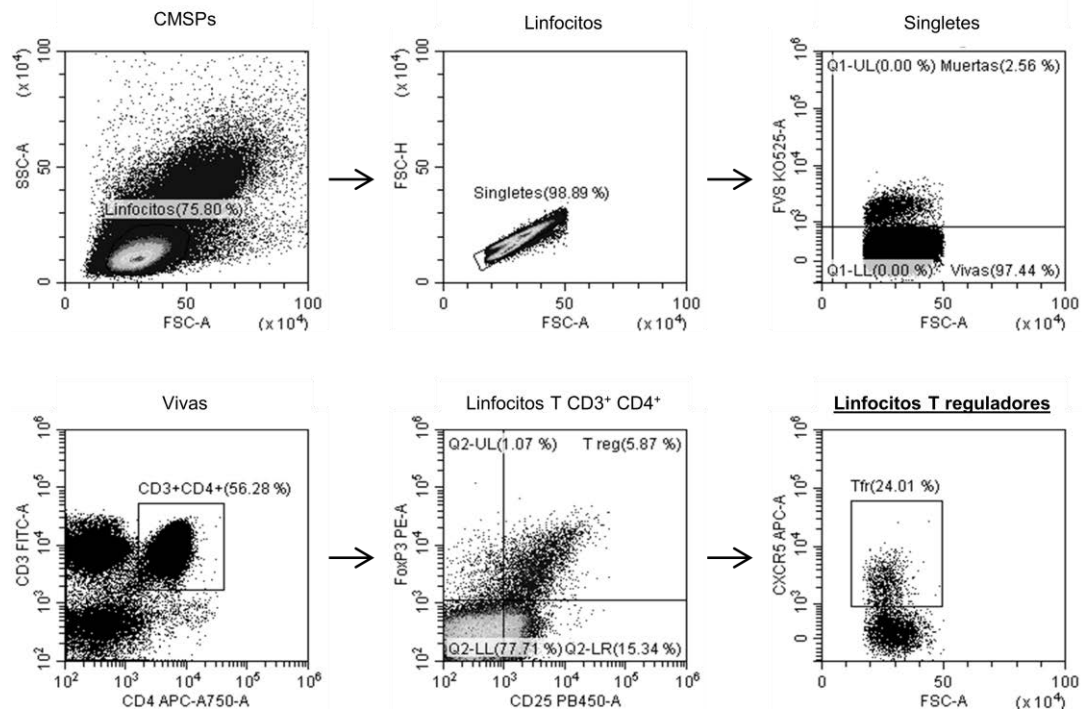 CMSPs
100
50
0
SSC-A
(x10⁴)
Linfocitos(75.80 %)
0 50 100
FSC-A (x10⁴)
Linfocitos
100
50
0
FSC-H
(x10⁴)
Singletes(98.89 %)
0 50 100
FSC-A (x10⁴)
Singletes
10⁶
10⁵
10⁴
10³
0
FVS KO525-A
Q1-UL(0.00 %) Muertas(2.56 %)
Q1-LL(0.00 %) Vivas(97.44 %)
0 50 100
FSC-A (x10⁴)
Vivas
10⁶
10⁵
10⁴
10³
10²
CD3 FITC-A
CD3+CD4+(56.28 %)
10² 10³ 10⁴ 10⁵ 10⁶
CD4 APC-A750-A
Linfocitos T CD3⁺ CD4⁺
10⁶
10⁵
10⁴
10³
10²
FoxP3 PE-A
Q2-UL(1.07 %) T reg(5.87 %)
Q2-LL(77.71 %) Q2-LR(15.34 %)
10² 10³ 10⁴ 10⁵ 10⁶
CD25 PB450-A
Linfocitos T reguladores
10⁶
10⁵
10⁴
10³
0
CXCR5 APC-A
Tfr(24.01 %)
0 50 100
FSC-A (x10⁴)